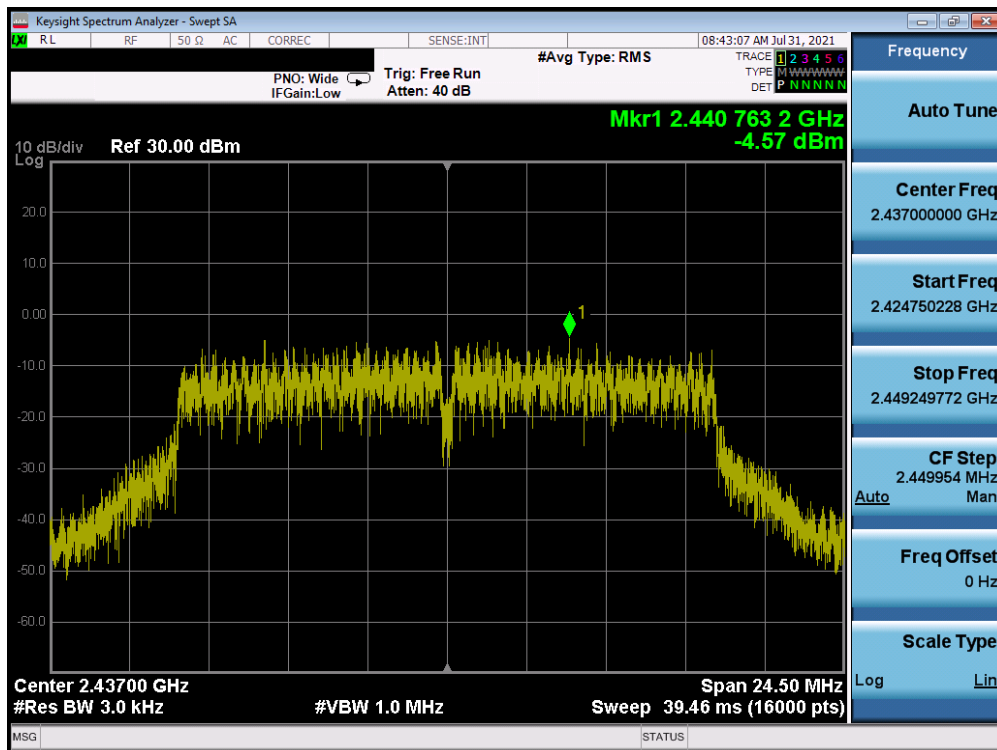 Keysight Spectrum Analyzer - Swept SA
LXI RL RF 50 Ω AC CORREC SENSE:INT 08:43:07 AM Jul 31, 2021
PNO: Wide
IFGain:Low
Trig: Free Run
Atten: 40 dB
#Avg Type: RMS
TRACE 1 2 3 4 5 6
TYPE M WWWWW
DET P N N N N N
Mkr1 2.440 763 2 GHz
-4.57 dBm
10 dB/div Ref 30.00 dBm
Log
20.0
10.0
0.00
-10.0
-20.0
-30.0
-40.0
-50.0
-60.0
1
Center 2.43700 GHz Span 24.50 MHz
#Res BW 3.0 kHz #VBW 1.0 MHz Sweep 39.46 ms (16000 pts)
MSG STATUS
Frequency
Auto Tune
Center Freq
2.437000000 GHz
Start Freq
2.424750228 GHz
Stop Freq
2.449249772 GHz
CF Step
2.449954 MHz
Auto Man
Freq Offset
0 Hz
Scale Type
Log Lin